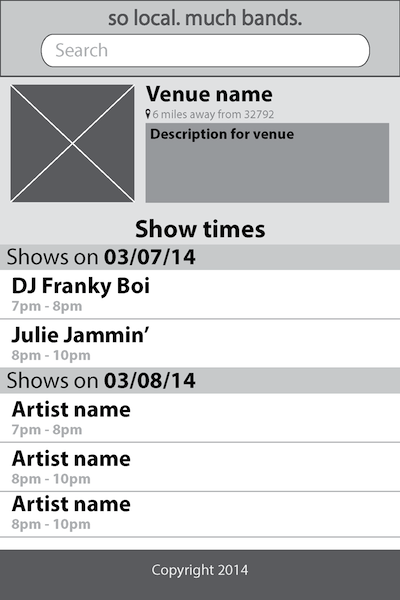 so local. much bands.
Search
Venue name
6 miles away from 32792
Description for venue
Show times
Shows on 03/07/14
DJ Franky Boi
7pm - 8pm
Julie Jammin’
8pm - 10pm
Shows on 03/08/14
Artist name
7pm - 8pm
Artist name
8pm - 10pm
Artist name
8pm - 10pm
Copyright 2014